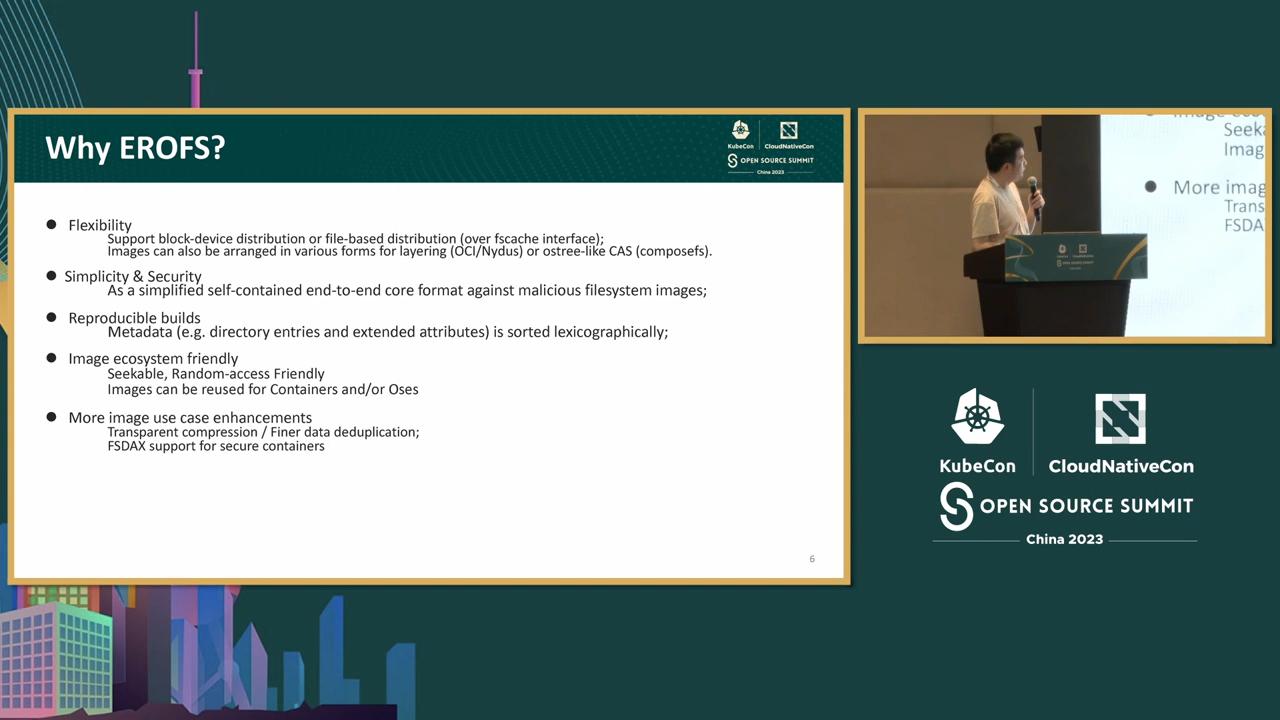 Why EROFS?
KubeCon
CloudNativeCon
OPEN SOURCE SUMMIT
China 2023
● Flexibility
Support block-device distribution or file-based distribution (over fscache interface);
Images can also be arranged in various forms for layering (OCI/Nydus) or ostree-like CAS (composefs).
● Simplicity & Security
As a simplified self-contained end-to-end core format against malicious filesystem images;
● Reproducible builds
Metadata (e.g. directory entries and extended attributes) is sorted lexicographically;
● Image ecosystem friendly
Seekable, Random-access Friendly
Images can be reused for Containers and/or Oses
● More image use case enhancements
Transparent compression / Finer data deduplication;
FSDAX support for secure containers
6
Seeka
Imag
● More imag
Trans
FSDA
KubeCon
CloudNativeCon
OPEN SOURCE SUMMIT
China 2023